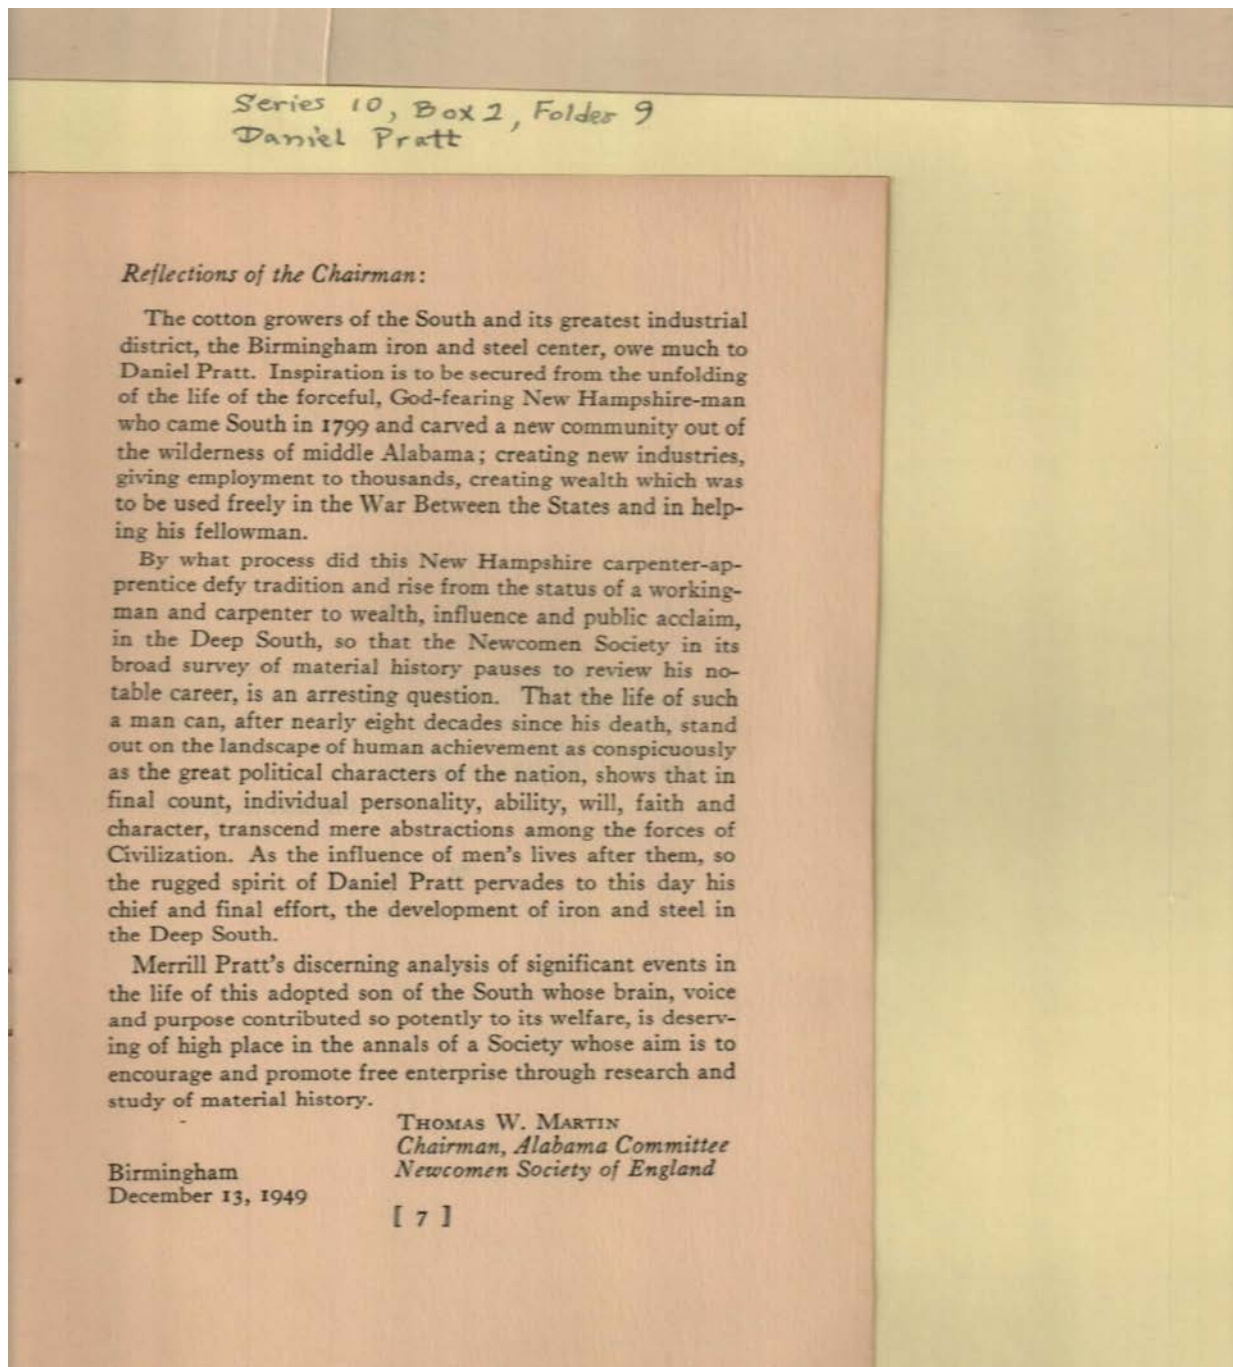 Series 10, Box 2, Folder 9
Daniel Pratt
Reflections of the Chairman:
The cotton growers of the South and its greatest industrial
district, the Birmingham iron and steel center, owe much to
Daniel Pratt. Inspiration is to be secured from the unfolding
of the life of the forceful, God-fearing New Hampshire-man
who came South in 1799 and carved a new community out of
the wilderness of middle Alabama; creating new industries,
giving employment to thousands, creating wealth which was
to be used freely in the War Between the States and in help-
ing his fellowman.
By what process did this New Hampshire carpenter-ap-
prentice defy tradition and rise from the status of a working-
man and carpenter to wealth, influence and public acclaim,
in the Deep South, so that the Newcomen Society in its
broad survey of material history pauses to review his no-
table career, is an arresting question. That the life of such
a man can, after nearly eight decades since his death, stand
out on the landscape of human achievement as conspicuously
as the great political characters of the nation, shows that in
final count, individual personality, ability, will, faith and
character, transcend mere abstractions among the forces of
Civilization. As the influence of men's lives after them, so
the rugged spirit of Daniel Pratt pervades to this day his
chief and final effort, the development of iron and steel in
the Deep South.
Merrill Pratt's discerning analysis of significant events in
the life of this adopted son of the South whose brain, voice
and purpose contributed so potently to its welfare, is deserv-
ing of high place in the annals of a Society whose aim is to
encourage and promote free enterprise through research and
study of material history.
THOMAS W. MARTIN
Chairman, Alabama Committee
Newcomen Society of England
Birmingham
December 13, 1949
[ 7 ]